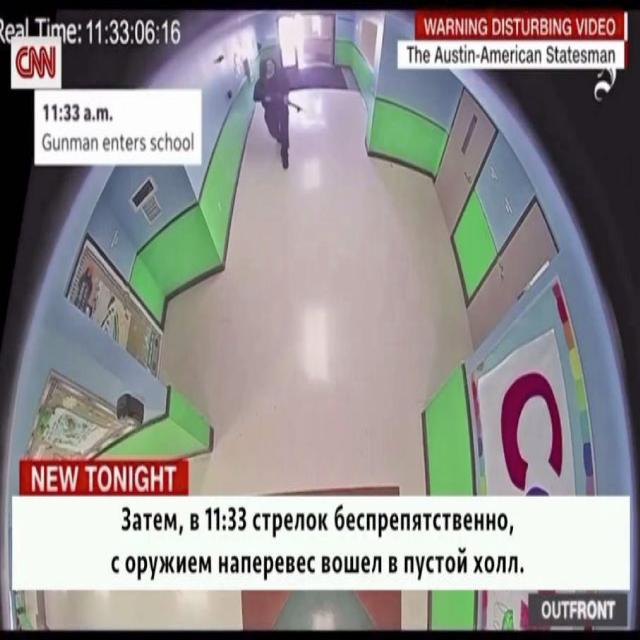 Real Time: 11:33:06:16
WARNING DISTURBING VIDEO
The Austin-American Statesman
CNN
11:33 a.m.
Gunman enters school
C
NEW TONIGHT
Затем, в 11:33 стрелок беспрепятственно,
с оружием наперевес вошел в пустой холл.
OUTFRONT